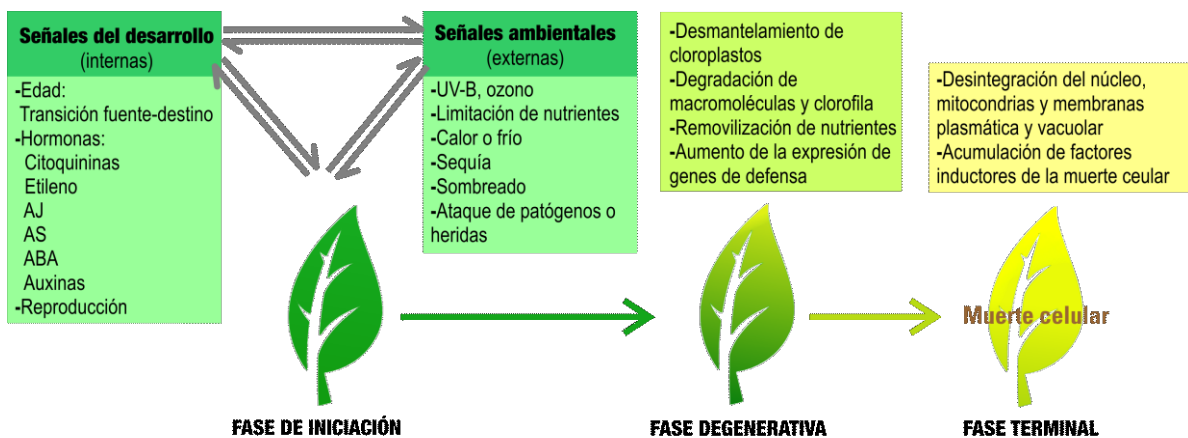 Señales del desarrollo
(internas)
-Edad:
Transición fuente-destino
-Hormonas:
Citoquininas
Etileno
AJ
AS
ABA
Auxinas
-Reproducción
Señales ambientales
(externas)
-UV-B, ozono
-Limitación de nutrientes
-Calor o frío
-Sequía
-Sombreado
-Ataque de patógenos o
heridas
-Desmantelamiento de
cloroplastos
-Degradación de
macromoléculas y clorofila
-Removilización de nutrientes
-Aumento de la expresión de
genes de defensa
-Desintegración del núcleo,
mitocondrias y membranas
plasmática y vacuolar
-Acumulación de factores
inductores de la muerte ceular
Muerte celular
FASE DE INICIACIÓN
FASE DEGENERATIVA
FASE TERMINAL